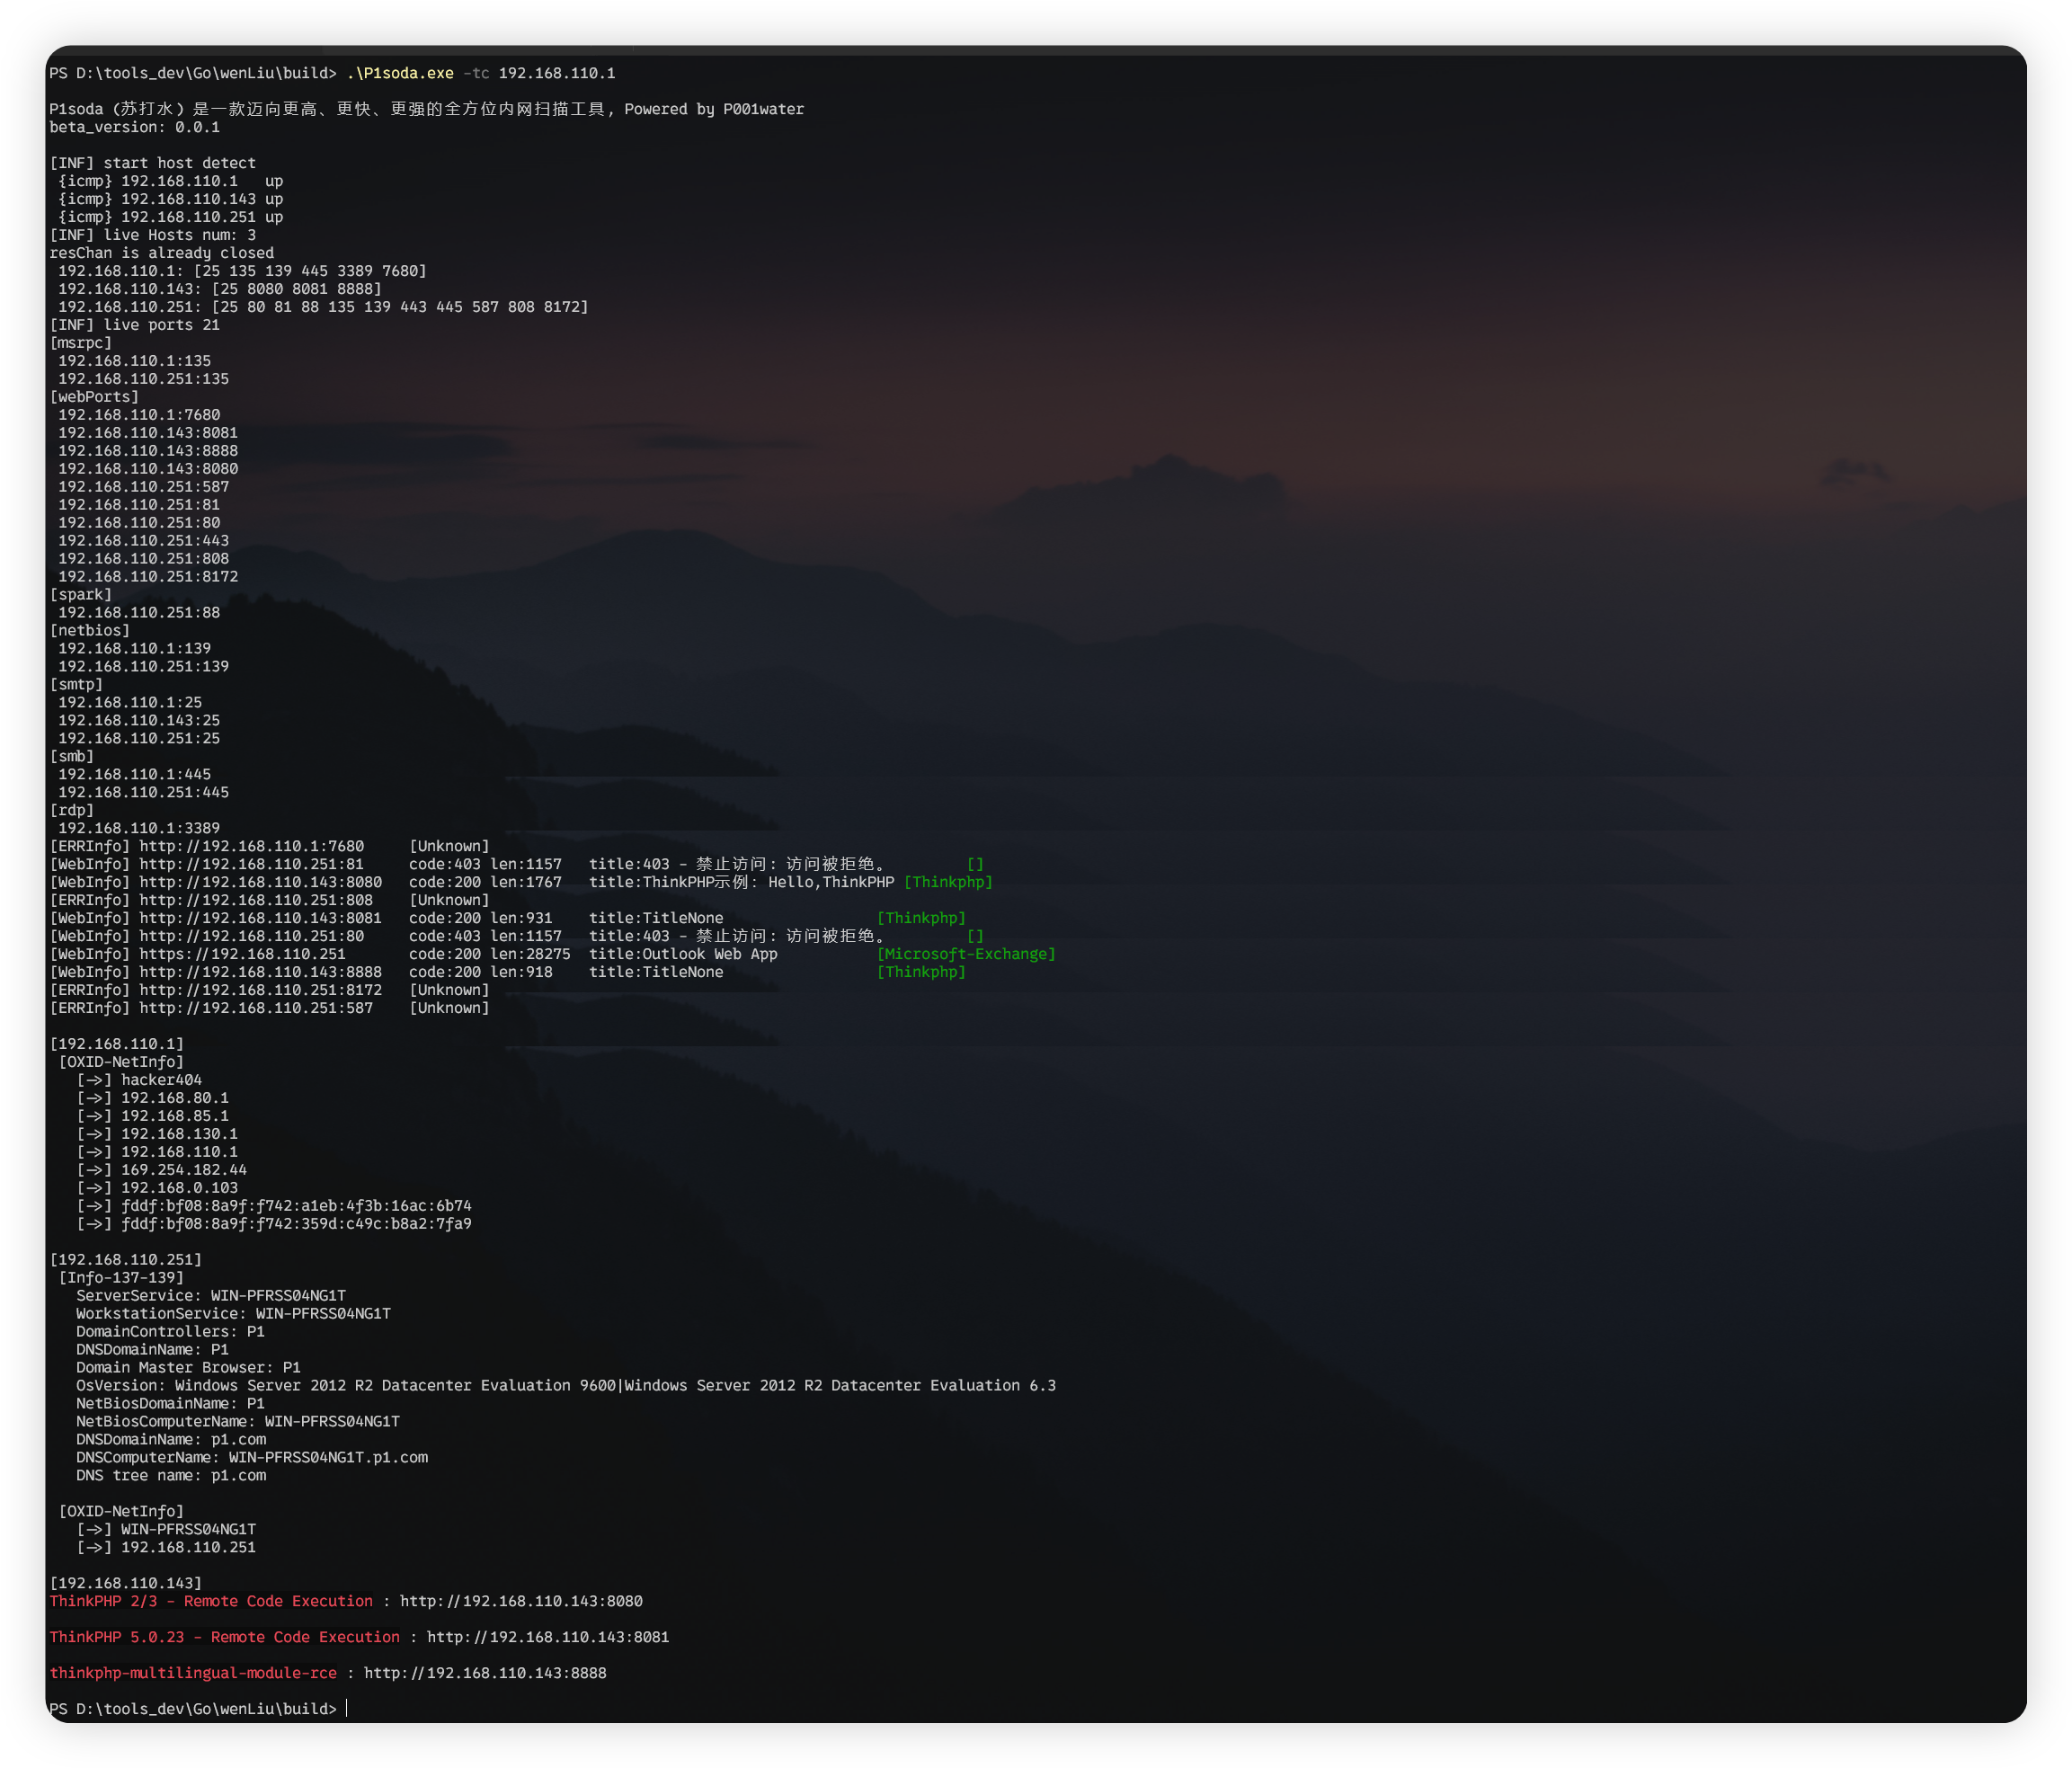 PS D:\tools_dev\Go\wenLiu\build> .\P1soda.exe -tc 192.168.110.1
P1soda (苏打水) 是一款迈向更高、更快、更强的全方位内网扫描工具, Powered by P001water
beta_version: 0.0.1
[INF] start host detect
{icmp} 192.168.110.1   up
{icmp} 192.168.110.143 up
{icmp} 192.168.110.251 up
[INF] live Hosts num: 3
resChan is already closed
192.168.110.1: [25 135 139 445 3389 7680]
192.168.110.143: [25 8080 8081 8888]
192.168.110.251: [25 80 81 88 135 139 443 445 587 808 8172]
[INF] live ports 21
[msrpc]
192.168.110.1:135
192.168.110.251:135
[webPorts]
192.168.110.1:7680
192.168.110.143:8081
192.168.110.143:8888
192.168.110.143:8080
192.168.110.251:587
192.168.110.251:81
192.168.110.251:80
192.168.110.251:443
192.168.110.251:808
192.168.110.251:8172
[spark]
192.168.110.251:88
[netbios]
192.168.110.1:139
192.168.110.251:139
[smtp]
192.168.110.1:25
192.168.110.143:25
192.168.110.251:25
[smb]
192.168.110.1:445
192.168.110.251:445
[rdp]
192.168.110.1:3389
[ERRInfo] http://192.168.110.1:7680     [Unknown]
[WebInfo] http://192.168.110.251:81     code:403 len:1157   title:403 - 禁止访问: 访问被拒绝。         []
[WebInfo] http://192.168.110.143:8080   code:200 len:1767   title:ThinkPHP示例: Hello,ThinkPHP [Thinkphp]
[ERRInfo] http://192.168.110.251:808    [Unknown]
[WebInfo] http://192.168.110.143:8081   code:200 len:931    title:TitleNone                 [Thinkphp]
[WebInfo] http://192.168.110.251:80     code:403 len:1157   title:403 - 禁止访问: 访问被拒绝。         []
[WebInfo] https://192.168.110.251       code:200 len:28275  title:Outlook Web App           [Microsoft-Exchange]
[WebInfo] http://192.168.110.143:8888   code:200 len:918    title:TitleNone                 [Thinkphp]
[ERRInfo] http://192.168.110.251:8172   [Unknown]
[ERRInfo] http://192.168.110.251:587    [Unknown]
[192.168.110.1]
[OXID-NetInfo]
[->] hacker404
[->] 192.168.80.1
[->] 192.168.85.1
[->] 192.168.130.1
[->] 192.168.110.1
[->] 169.254.182.44
[->] 192.168.0.103
[->] fddf:bf08:8a9f:f742:a1eb:4f3b:16ac:6b74
[->] fddf:bf08:8a9f:f742:359d:c49c:b8a2:7fa9
[192.168.110.251]
[Info-137-139]
ServerService: WIN-PFRSS04NG1T
WorkstationService: WIN-PFRSS04NG1T
DomainControllers: P1
DNSDomainName: P1
Domain Master Browser: P1
OsVersion: Windows Server 2012 R2 Datacenter Evaluation 9600|Windows Server 2012 R2 Datacenter Evaluation 6.3
NetBiosDomainName: P1
NetBiosComputerName: WIN-PFRSS04NG1T
DNSDomainName: p1.com
DNSComputerName: WIN-PFRSS04NG1T.p1.com
DNS tree name: p1.com
[OXID-NetInfo]
[->] WIN-PFRSS04NG1T
[->] 192.168.110.251
[192.168.110.143]
ThinkPHP 2/3 - Remote Code Execution : http://192.168.110.143:8080
ThinkPHP 5.0.23 - Remote Code Execution : http://192.168.110.143:8081
thinkphp-multilingual-module-rce : http://192.168.110.143:8888
PS D:\tools_dev\Go\wenLiu\build>